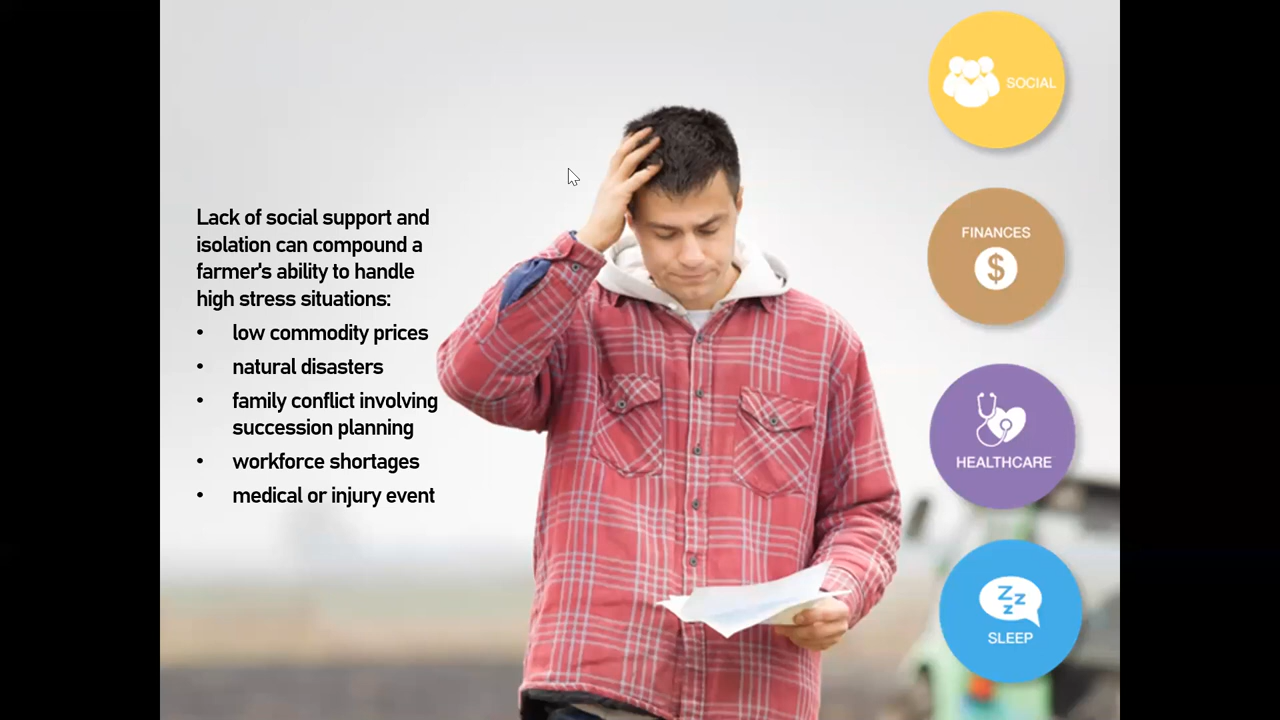 Lack of social support and
isolation can compound a
farmer's ability to handle
high stress situations:
• low commodity prices
• natural disasters
• family conflict involving
succession planning
• workforce shortages
• medical or injury event
SOCIAL
FINANCES
$
HEALTHCARE
Zzz
SLEEP